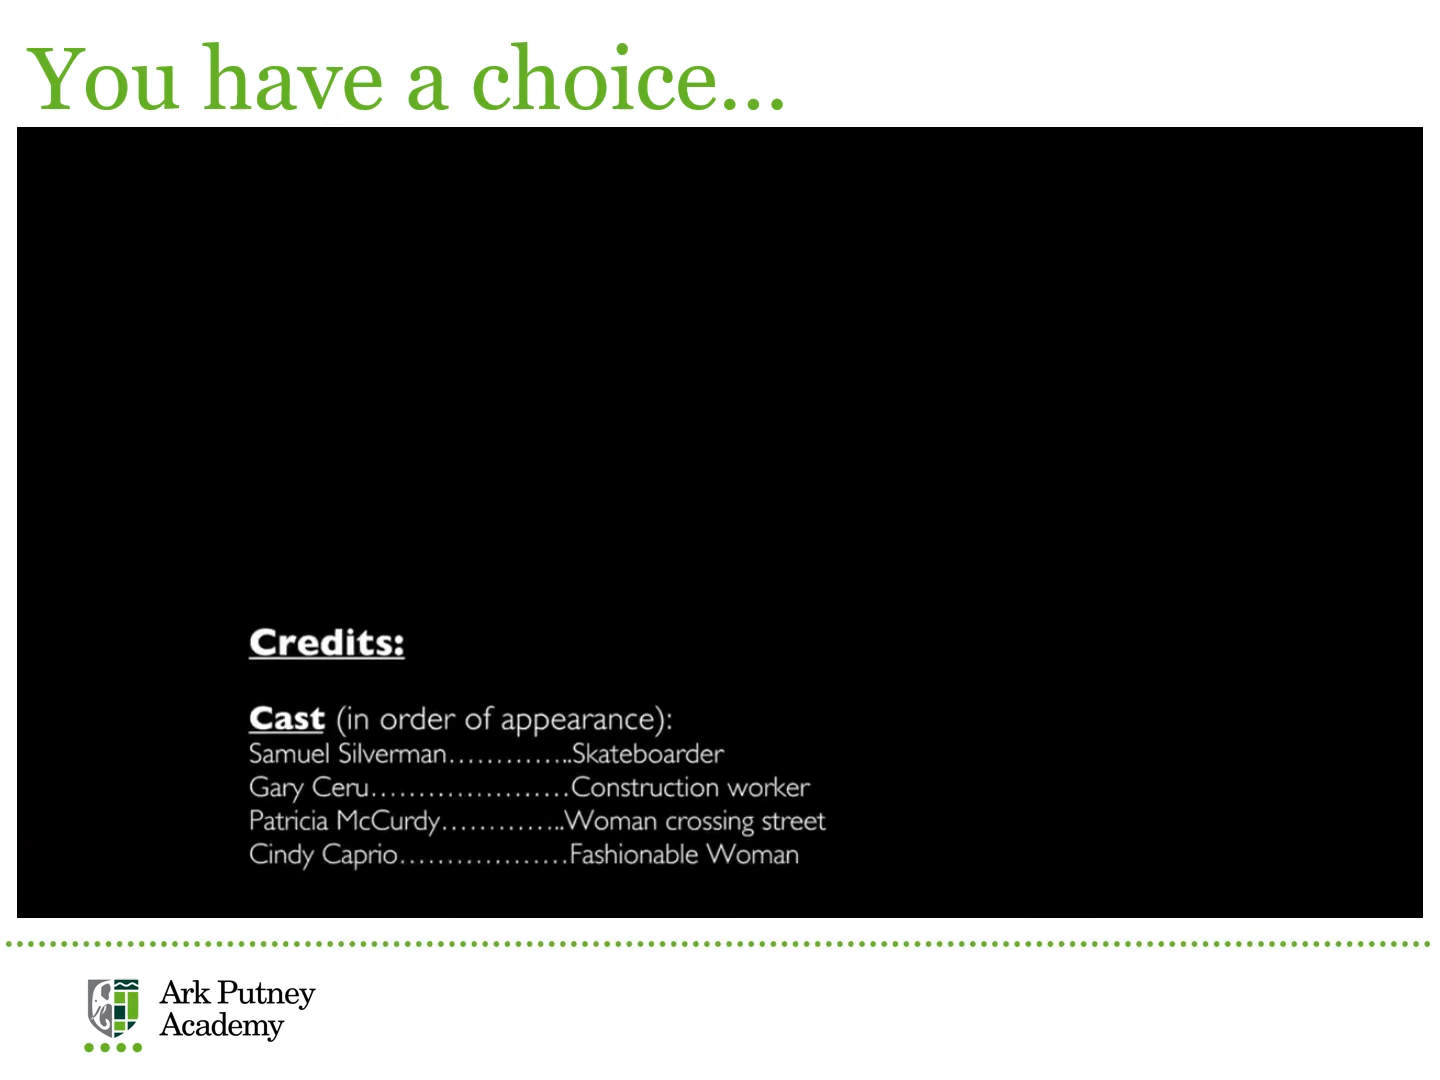 You have a choice...
Credits:
Cast (in order of appearance):
Samuel Silverman…………..Skateboarder
Gary Ceru…………………Construction worker
Patricia McCurdy…………..Woman crossing street
Cindy Caprio………………Fashionable Woman
Ark Putney
Academy